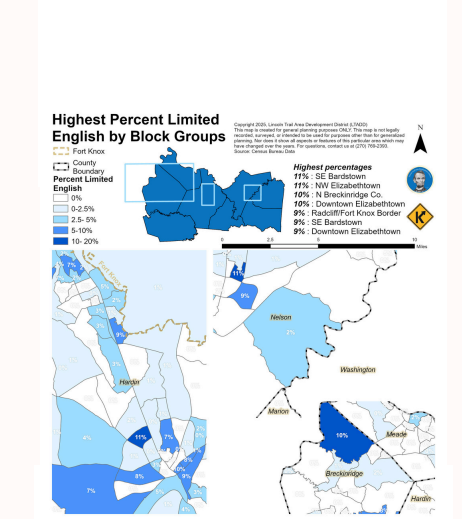 Highest Percent Limited
English by Block Groups
Copyright 2025. Lincoln Trail Area Development District (LTADD)
This map is created for general planning purposes ONLY. This map is not legally
recorded, surveyed, or intended to be used for purposes other than for generalized
planning. Nor does it show all aspects or features of this particular area which may
have changed over the years. For questions, contact us at (270) 769-2393.
Source: Census Bureau Data
N
Fort Knox
County
Boundary
Percent Limited
English
0%
0-2.5%
2.5- 5%
5-10%
10- 20%
Highest percentages
11% : SE Bardstown
11% : NW Elizabethtown
10% : N Breckinridge Co.
10% : Downtown Elizabethtown
9% : Radcliff/Fort Knox Border
9% : SE Bardstown
9% : Downtown Elizabethtown
K
0 2.5 5 10
Miles
Fort Knox
7%
2%
9%
Hardin
4%
11%
7%
2%
8%
10%
9%
7%
11%
9%
Nelson
2%
Washington
Marion
10%
Meade
Breckinridge
Hardin